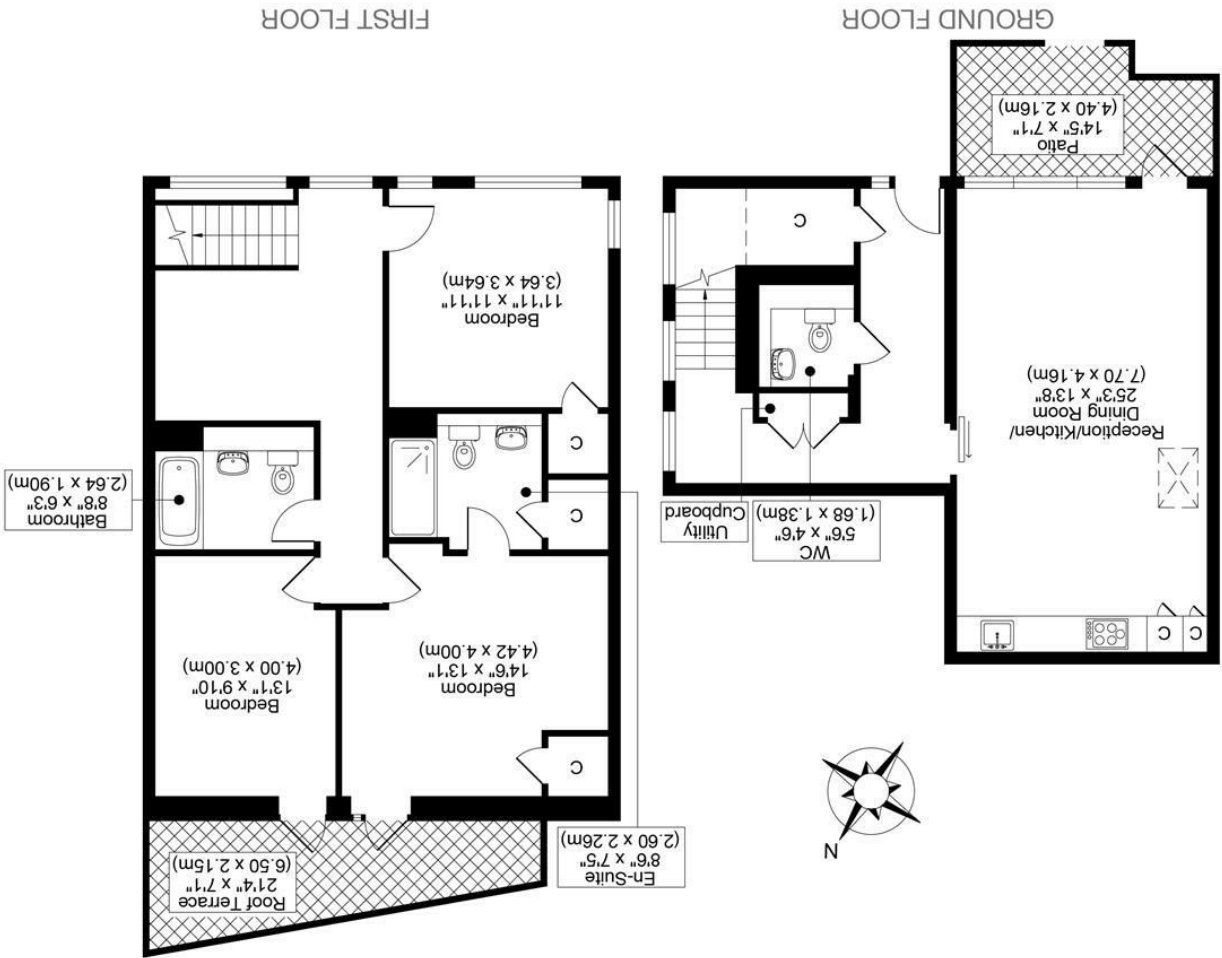 N
Reception/Kitchen/
Dining Room
25'3" x 13'8
(7.70 x 4.16m)
C
C
C
WC
5'6" x 4'6"
(1.68 x 1.38m)
Utility
Cupboard
Patio
14'5" x 7'1"
(4.40 x 2.16m)
GROUND FLOOR
Roof Terrace
21'4" x 7'1"
(6.50 x 2.15m)
En-Suite
8'6" x 7'5"
(2.60 x 2.26m)
C
Bedroom
14'6" x 13'1"
(4.42 x 4.00m)
Bedroom
13'1" x 9'10"
(4.00 x 3.00m)
C
C
Bathroom
8'8" x 6'3"
(2.64 x 1.90m)
Bedroom
11'11" x 11'11"
(3.64 x 3.64m)
FIRST FLOOR